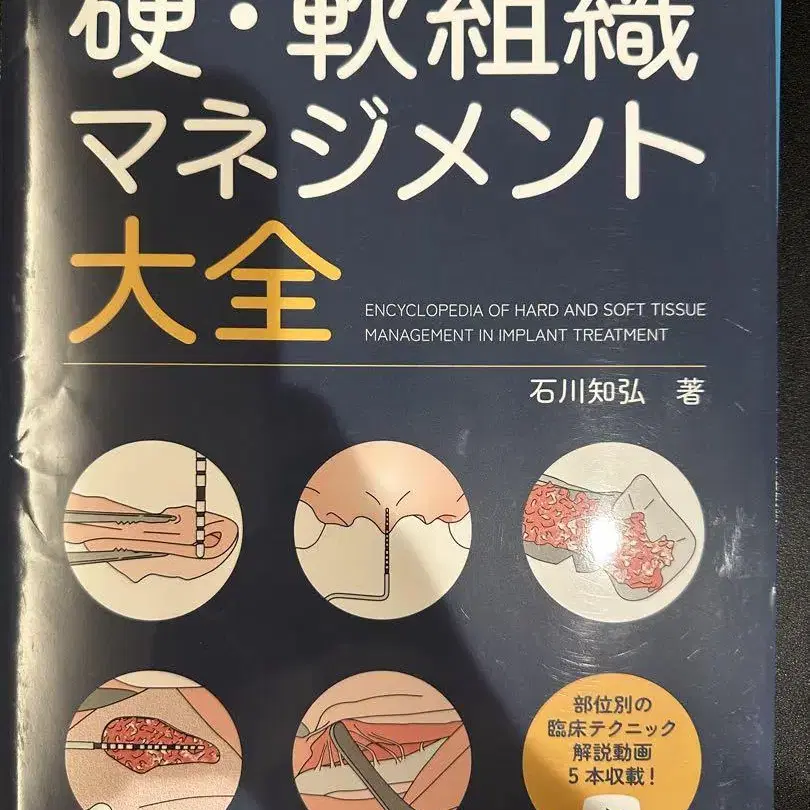 硬・軟組織
マネジメント
大全
ENCYCLOPEDIA OF HARD AND SOFT TISSUE
MANAGEMENT IN IMPLANT TREATMENT
石川知弘 著
部位別の
臨床テクニック
解説動画
5本収載！